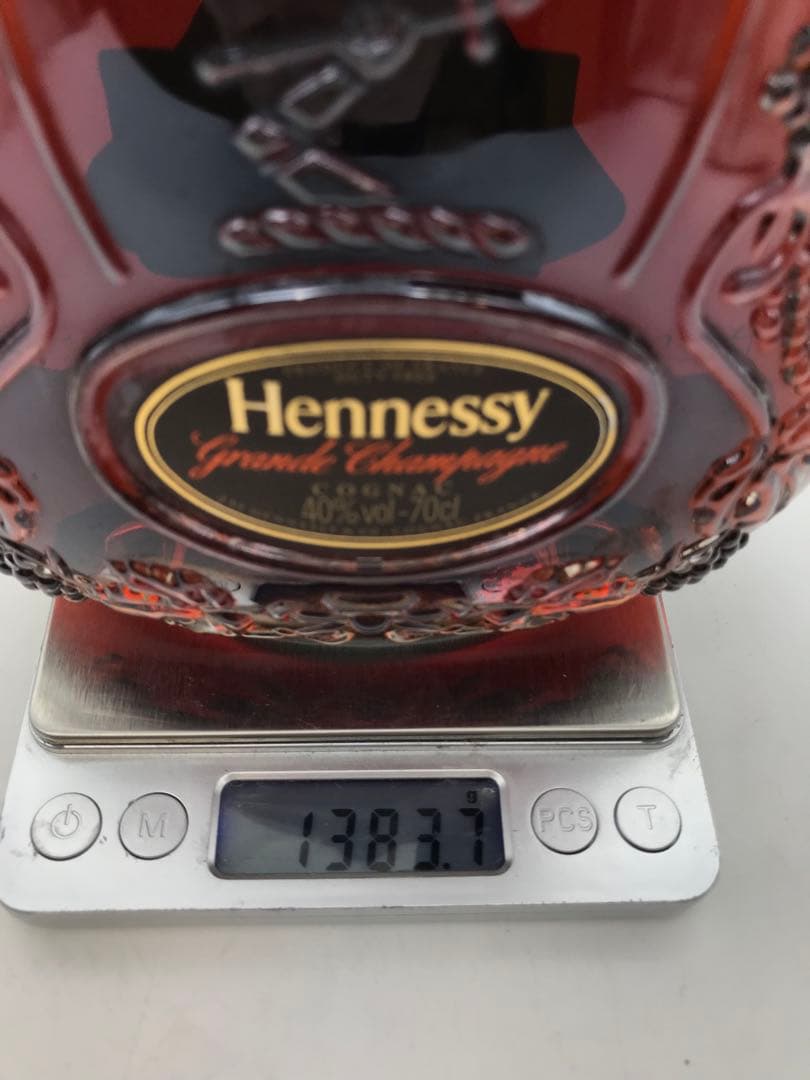 Hennessy
Grande Champagne
COGNAC
40% vol - 70cl
g
1383.7
M
PCS
T